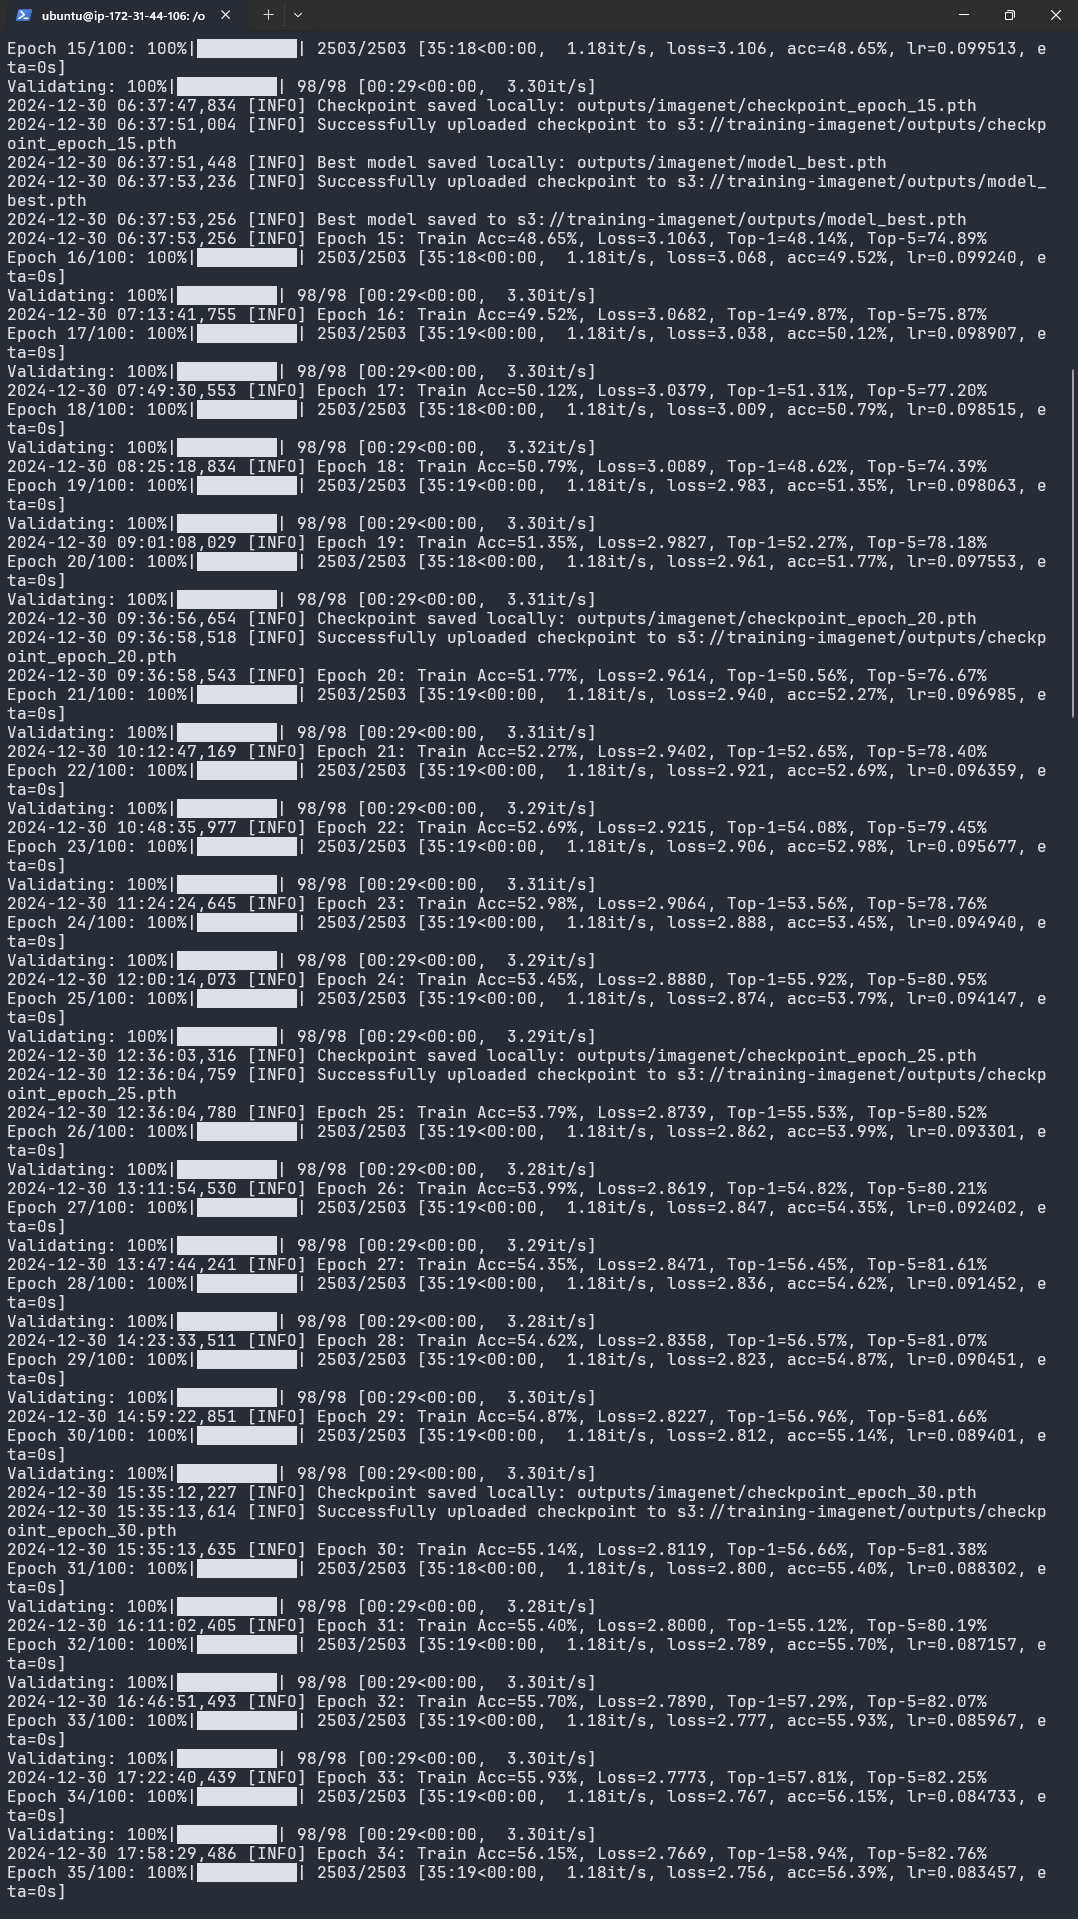 ubuntu@ip-172-31-44-106: /o
Epoch 15/100: 100%|██████████| 2503/2503 [35:18<00:00,  1.18it/s, loss=3.106, acc=48.65%, lr=0.099513, e
ta=0s]
Validating: 100%|██████████| 98/98 [00:29<00:00,  3.30it/s]
2024-12-30 06:37:47,834 [INFO] Checkpoint saved locally: outputs/imagenet/checkpoint_epoch_15.pth
2024-12-30 06:37:51,004 [INFO] Successfully uploaded checkpoint to s3://training-imagenet/outputs/checkp
oint_epoch_15.pth
2024-12-30 06:37:51,448 [INFO] Best model saved locally: outputs/imagenet/model_best.pth
2024-12-30 06:37:53,236 [INFO] Successfully uploaded checkpoint to s3://training-imagenet/outputs/model_
best.pth
2024-12-30 06:37:53,256 [INFO] Best model saved to s3://training-imagenet/outputs/model_best.pth
2024-12-30 06:37:53,256 [INFO] Epoch 15: Train Acc=48.65%, Loss=3.1063, Top-1=48.14%, Top-5=74.89%
Epoch 16/100: 100%|██████████| 2503/2503 [35:18<00:00,  1.18it/s, loss=3.068, acc=49.52%, lr=0.099240, e
ta=0s]
Validating: 100%|██████████| 98/98 [00:29<00:00,  3.30it/s]
2024-12-30 07:13:41,755 [INFO] Epoch 16: Train Acc=49.52%, Loss=3.0682, Top-1=49.87%, Top-5=75.87%
Epoch 17/100: 100%|██████████| 2503/2503 [35:19<00:00,  1.18it/s, loss=3.038, acc=50.12%, lr=0.098907, e
ta=0s]
Validating: 100%|██████████| 98/98 [00:29<00:00,  3.30it/s]
2024-12-30 07:49:30,553 [INFO] Epoch 17: Train Acc=50.12%, Loss=3.0379, Top-1=51.31%, Top-5=77.20%
Epoch 18/100: 100%|██████████| 2503/2503 [35:18<00:00,  1.18it/s, loss=3.009, acc=50.79%, lr=0.098515, e
ta=0s]
Validating: 100%|██████████| 98/98 [00:29<00:00,  3.32it/s]
2024-12-30 08:25:18,834 [INFO] Epoch 18: Train Acc=50.79%, Loss=3.0089, Top-1=48.62%, Top-5=74.39%
Epoch 19/100: 100%|██████████| 2503/2503 [35:19<00:00,  1.18it/s, loss=2.983, acc=51.35%, lr=0.098063, e
ta=0s]
Validating: 100%|██████████| 98/98 [00:29<00:00,  3.30it/s]
2024-12-30 09:01:08,029 [INFO] Epoch 19: Train Acc=51.35%, Loss=2.9827, Top-1=52.27%, Top-5=78.18%
Epoch 20/100: 100%|██████████| 2503/2503 [35:18<00:00,  1.18it/s, loss=2.961, acc=51.77%, lr=0.097553, e
ta=0s]
Validating: 100%|██████████| 98/98 [00:29<00:00,  3.31it/s]
2024-12-30 09:36:56,654 [INFO] Checkpoint saved locally: outputs/imagenet/checkpoint_epoch_20.pth
2024-12-30 09:36:58,518 [INFO] Successfully uploaded checkpoint to s3://training-imagenet/outputs/checkp
oint_epoch_20.pth
2024-12-30 09:36:58,543 [INFO] Epoch 20: Train Acc=51.77%, Loss=2.9614, Top-1=50.56%, Top-5=76.67%
Epoch 21/100: 100%|██████████| 2503/2503 [35:19<00:00,  1.18it/s, loss=2.940, acc=52.27%, lr=0.096985, e
ta=0s]
Validating: 100%|██████████| 98/98 [00:29<00:00,  3.31it/s]
2024-12-30 10:12:47,169 [INFO] Epoch 21: Train Acc=52.27%, Loss=2.9402, Top-1=52.65%, Top-5=78.40%
Epoch 22/100: 100%|██████████| 2503/2503 [35:19<00:00,  1.18it/s, loss=2.921, acc=52.69%, lr=0.096359, e
ta=0s]
Validating: 100%|██████████| 98/98 [00:29<00:00,  3.29it/s]
2024-12-30 10:48:35,977 [INFO] Epoch 22: Train Acc=52.69%, Loss=2.9215, Top-1=54.08%, Top-5=79.45%
Epoch 23/100: 100%|██████████| 2503/2503 [35:19<00:00,  1.18it/s, loss=2.906, acc=52.98%, lr=0.095677, e
ta=0s]
Validating: 100%|██████████| 98/98 [00:29<00:00,  3.31it/s]
2024-12-30 11:24:24,645 [INFO] Epoch 23: Train Acc=52.98%, Loss=2.9064, Top-1=53.56%, Top-5=78.76%
Epoch 24/100: 100%|██████████| 2503/2503 [35:19<00:00,  1.18it/s, loss=2.888, acc=53.45%, lr=0.094940, e
ta=0s]
Validating: 100%|██████████| 98/98 [00:29<00:00,  3.29it/s]
2024-12-30 12:00:14,073 [INFO] Epoch 24: Train Acc=53.45%, Loss=2.8880, Top-1=55.92%, Top-5=80.95%
Epoch 25/100: 100%|██████████| 2503/2503 [35:19<00:00,  1.18it/s, loss=2.874, acc=53.79%, lr=0.094147, e
ta=0s]
Validating: 100%|██████████| 98/98 [00:29<00:00,  3.29it/s]
2024-12-30 12:36:03,316 [INFO] Checkpoint saved locally: outputs/imagenet/checkpoint_epoch_25.pth
2024-12-30 12:36:04,759 [INFO] Successfully uploaded checkpoint to s3://training-imagenet/outputs/checkp
oint_epoch_25.pth
2024-12-30 12:36:04,780 [INFO] Epoch 25: Train Acc=53.79%, Loss=2.8739, Top-1=55.53%, Top-5=80.52%
Epoch 26/100: 100%|██████████| 2503/2503 [35:19<00:00,  1.18it/s, loss=2.862, acc=53.99%, lr=0.093301, e
ta=0s]
Validating: 100%|██████████| 98/98 [00:29<00:00,  3.28it/s]
2024-12-30 13:11:54,530 [INFO] Epoch 26: Train Acc=53.99%, Loss=2.8619, Top-1=54.82%, Top-5=80.21%
Epoch 27/100: 100%|██████████| 2503/2503 [35:19<00:00,  1.18it/s, loss=2.847, acc=54.35%, lr=0.092402, e
ta=0s]
Validating: 100%|██████████| 98/98 [00:29<00:00,  3.29it/s]
2024-12-30 13:47:44,241 [INFO] Epoch 27: Train Acc=54.35%, Loss=2.8471, Top-1=56.45%, Top-5=81.61%
Epoch 28/100: 100%|██████████| 2503/2503 [35:19<00:00,  1.18it/s, loss=2.836, acc=54.62%, lr=0.091452, e
ta=0s]
Validating: 100%|██████████| 98/98 [00:29<00:00,  3.28it/s]
2024-12-30 14:23:33,511 [INFO] Epoch 28: Train Acc=54.62%, Loss=2.8358, Top-1=56.57%, Top-5=81.07%
Epoch 29/100: 100%|██████████| 2503/2503 [35:19<00:00,  1.18it/s, loss=2.823, acc=54.87%, lr=0.090451, e
ta=0s]
Validating: 100%|██████████| 98/98 [00:29<00:00,  3.30it/s]
2024-12-30 14:59:22,851 [INFO] Epoch 29: Train Acc=54.87%, Loss=2.8227, Top-1=56.96%, Top-5=81.66%
Epoch 30/100: 100%|██████████| 2503/2503 [35:19<00:00,  1.18it/s, loss=2.812, acc=55.14%, lr=0.089401, e
ta=0s]
Validating: 100%|██████████| 98/98 [00:29<00:00,  3.30it/s]
2024-12-30 15:35:12,227 [INFO] Checkpoint saved locally: outputs/imagenet/checkpoint_epoch_30.pth
2024-12-30 15:35:13,614 [INFO] Successfully uploaded checkpoint to s3://training-imagenet/outputs/checkp
oint_epoch_30.pth
2024-12-30 15:35:13,635 [INFO] Epoch 30: Train Acc=55.14%, Loss=2.8119, Top-1=56.66%, Top-5=81.38%
Epoch 31/100: 100%|██████████| 2503/2503 [35:18<00:00,  1.18it/s, loss=2.800, acc=55.40%, lr=0.088302, e
ta=0s]
Validating: 100%|██████████| 98/98 [00:29<00:00,  3.28it/s]
2024-12-30 16:11:02,405 [INFO] Epoch 31: Train Acc=55.40%, Loss=2.8000, Top-1=55.12%, Top-5=80.19%
Epoch 32/100: 100%|██████████| 2503/2503 [35:19<00:00,  1.18it/s, loss=2.789, acc=55.70%, lr=0.087157, e
ta=0s]
Validating: 100%|██████████| 98/98 [00:29<00:00,  3.30it/s]
2024-12-30 16:46:51,493 [INFO] Epoch 32: Train Acc=55.70%, Loss=2.7890, Top-1=57.29%, Top-5=82.07%
Epoch 33/100: 100%|██████████| 2503/2503 [35:19<00:00,  1.18it/s, loss=2.777, acc=55.93%, lr=0.085967, e
ta=0s]
Validating: 100%|██████████| 98/98 [00:29<00:00,  3.30it/s]
2024-12-30 17:22:40,439 [INFO] Epoch 33: Train Acc=55.93%, Loss=2.7773, Top-1=57.81%, Top-5=82.25%
Epoch 34/100: 100%|██████████| 2503/2503 [35:19<00:00,  1.18it/s, loss=2.767, acc=56.15%, lr=0.084733, e
ta=0s]
Validating: 100%|██████████| 98/98 [00:29<00:00,  3.30it/s]
2024-12-30 17:58:29,486 [INFO] Epoch 34: Train Acc=56.15%, Loss=2.7669, Top-1=58.94%, Top-5=82.76%
Epoch 35/100: 100%|██████████| 2503/2503 [35:19<00:00,  1.18it/s, loss=2.756, acc=56.39%, lr=0.083457, e
ta=0s]